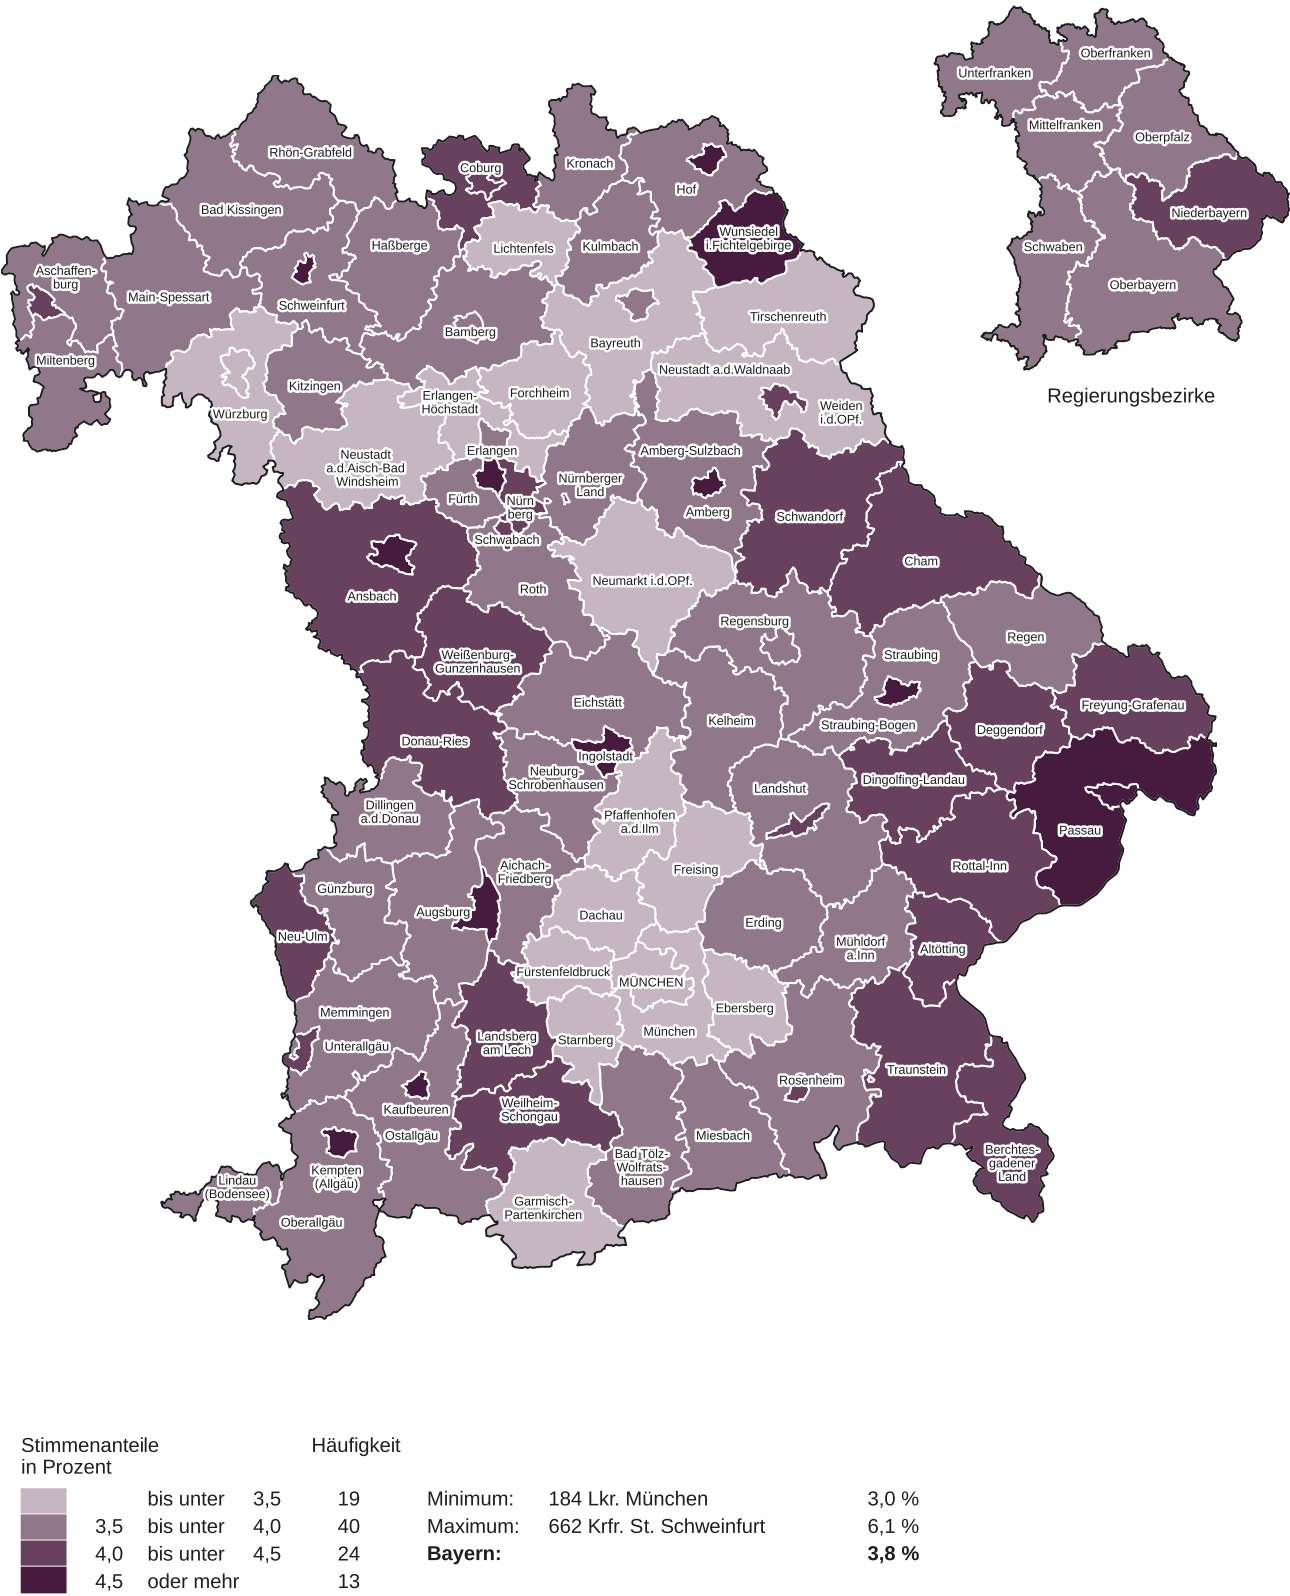 Rhön-Grabfeld
Bad Kissingen
Coburg
Kronach
Hof
Wunsiedel
i.Fichtelgebirge
Haßberge
Lichtenfels
Kulmbach
Aschaffen-
burg
Main-Spessart
Schweinfurt
Bamberg
Bayreuth
Tirschenreuth
Miltenberg
Kitzingen
Würzburg
Erlangen-
Höchstadt
Forchheim
Neustadt a.d.Waldnaab
Weiden
i.d.OPf.
Neustadt
a.d.Aisch-Bad
Windsheim
Erlangen
Nürnberger
Land
Amberg-Sulzbach
Fürth
Nürn
berg
Amberg
Schwandorf
Schwabach
Cham
Ansbach
Roth
Neumarkt i.d.OPf.
Regensburg
Regen
Weißenburg-
Gunzenhausen
Straubing
Eichstätt
Kelheim
Straubing-Bogen
Deggendorf
Freyung-Grafenau
Donau-Ries
Ingolstadt
Neuburg-
Schrobenhausen
Landshut
Dingolfing-Landau
Dillingen
a.d.Donau
Pfaffenhofen
a.d.Ilm
Passau
Günzburg
Aichach-
Friedberg
Freising
Rottal-Inn
Augsburg
Dachau
Erding
Neu-Ulm
Mühldorf
a.Inn
Altötting
Fürstenfeldbruck
MÜNCHEN
Memmingen
Ebersberg
Unterallgäu
Landsberg
am Lech
Starnberg
München
Traunstein
Rosenheim
Kaufbeuren
Weilheim-
Schongau
Ostallgäu
Miesbach
Bad Tölz-
Wolfrats-
hausen
Berchtes-
gadener
Land
Kempten
(Allgäu)
Lindau
(Bodensee)
Garmisch-
Partenkirchen
Oberallgäu
Unterfranken
Oberfranken
Mittelfranken
Oberpfalz
Niederbayern
Schwaben
Oberbayern
Regierungsbezirke
Stimmenanteile
in Prozent
Häufigkeit
bis unter 3,5 19 Minimum: 184 Lkr. München 3,0 %
3,5 bis unter 4,0 40 Maximum: 662 Krfr. St. Schweinfurt 6,1 %
4,0 bis unter 4,5 24 Bayern: 3,8 %
4,5 oder mehr 13